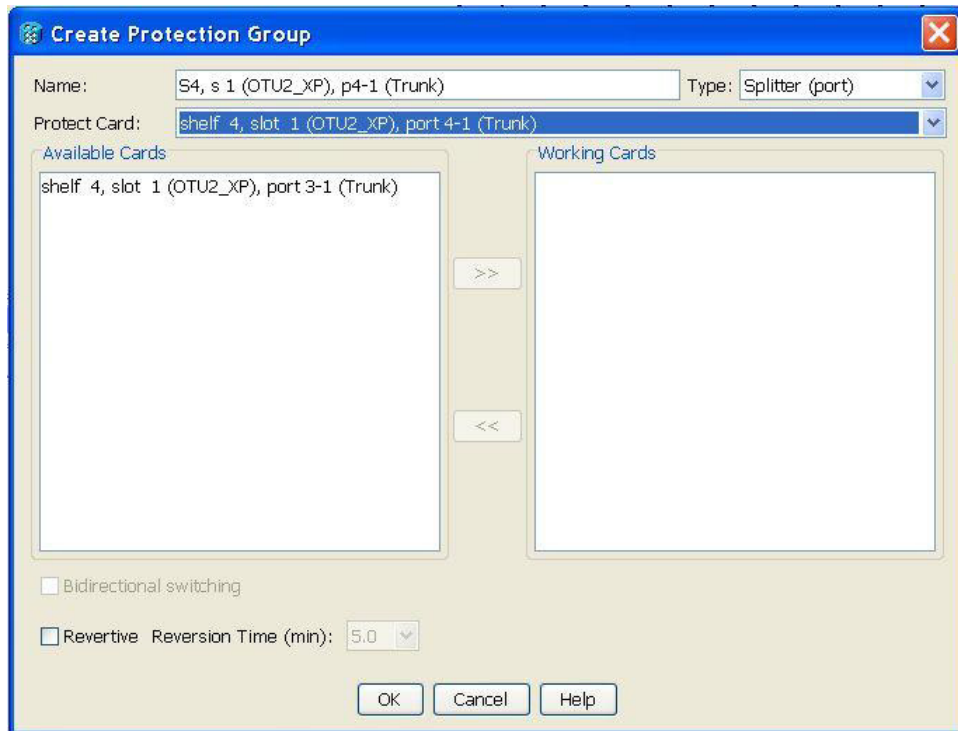 Create Protection Group
Name: S4, s 1 (OTU2_XP), p4-1 (Trunk) Type: Splitter (port)
Protect Card: shelf 4, slot 1 (OTU2_XP), port 4-1 (Trunk)
Available Cards Working Cards
shelf 4, slot 1 (OTU2_XP), port 3-1 (Trunk)
>>
<<
Bidirectional switching
Revertive Reversion Time (min): 5.0
OK Cancel Help